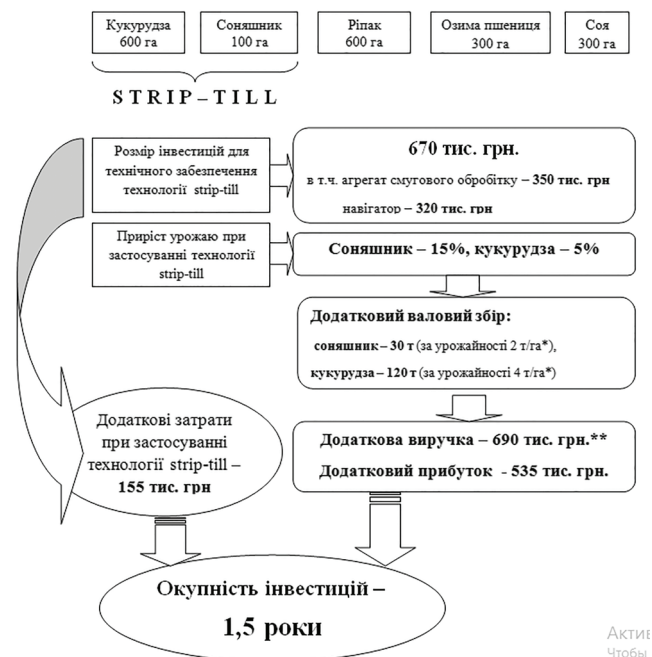 Кукурудза
600 га
Соняшник
100 га
Ріпак
600 га
Озима пшениця
300 га
Соя
300 га
STRIP–TILL
Розмір інвестицій для
технічного забезпечення
технології strip-till
670 тис. грн.
в т.ч. агрегат смугового обробітку – 350 тис. грн
навігатор – 320 тис. грн
Приріст урожаю при
застосуванні технології
strip-till
Соняшник – 15%, кукурудза – 5%
Додатковий валовий збір:
соняшник – 30 т (за урожайності 2 т/га*),
кукурудза – 120 т (за урожайності 4 т/га*)
Додаткові затрати
при застосуванні
технології strip-till –
155 тис. грн
Додаткова виручка – 690 тис. грн.**
Додатковий прибуток - 535 тис. грн.
Окупність інвестицій –
1,5 роки
Актив
Чтобы